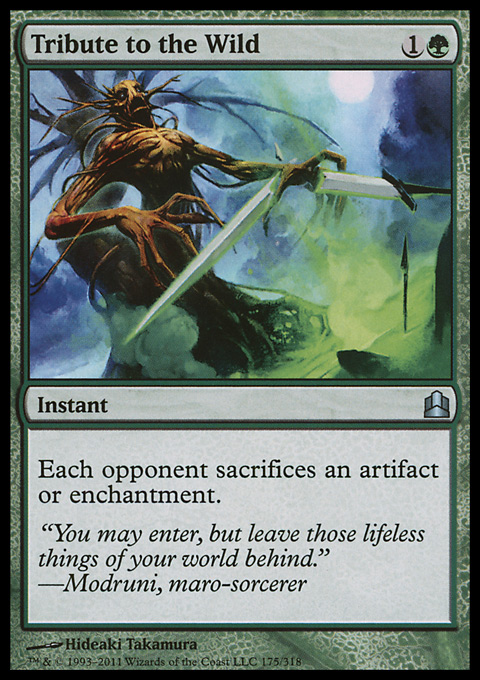 Tribute to the Wild 1
Instant
Each opponent sacrifices an artifact
or enchantment.
“You may enter, but leave those lifeless
things of your world behind.”
—Modruni, maro-sorcerer
Hideaki Takamura
™ & © 1993–2011 Wizards of the Coast LLC 175/318